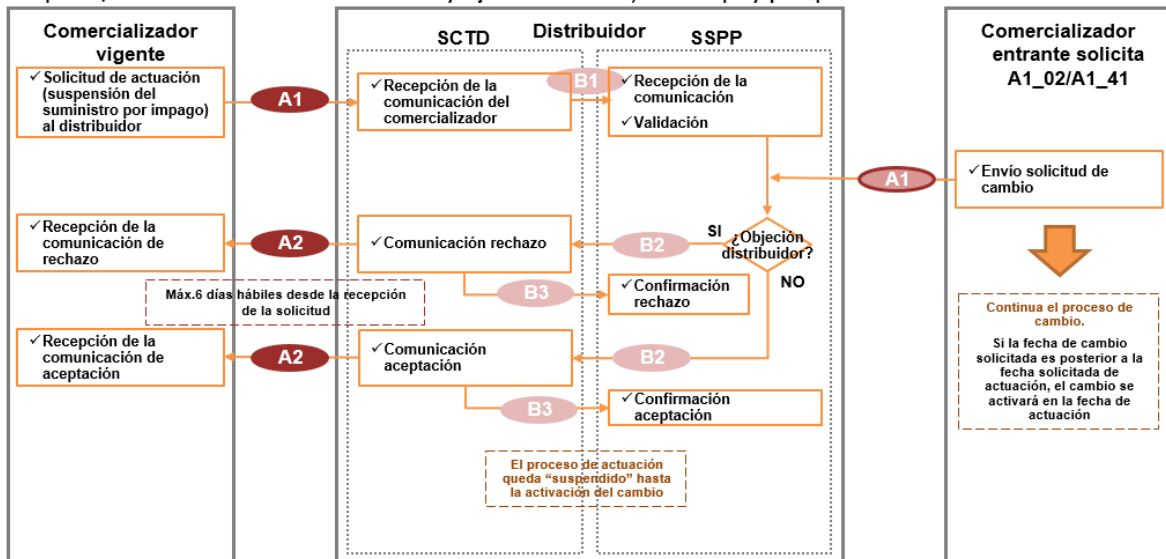 Comercializador
vigente
✓ Solicitud de actuación
(suspensión del
suministro por impago)
al distribuidor
A1
Distribuidor
SCTD
SSPP
✓ Recepción de la
comunicación del
comercializador
B1
✓ Recepción de la
comunicación
✓ Validación
Comercializador
entrante solicita
A1_02/A1_41
A1
✓ Envío solicitud de
cambio
✓ Recepción de la
comunicación de
rechazo
A2
✓ Comunicación rechazo
B2
SI
¿Objeción
distribuidor?
NO
B3
✓ Confirmación
rechazo
Máx.6 días hábiles desde la recepción
de la solicitud
✓ Recepción de la
comunicación de
aceptación
A2
✓ Comunicación
aceptación
B2
B3
✓ Confirmación
aceptación
El proceso de actuación
queda “suspendido” hasta
la activación del cambio
Continua el proceso de
cambio.
Si la fecha de cambio
solicitada es posterior a la
fecha solicitada de
actuación, el cambio se
activará en la fecha de
actuación